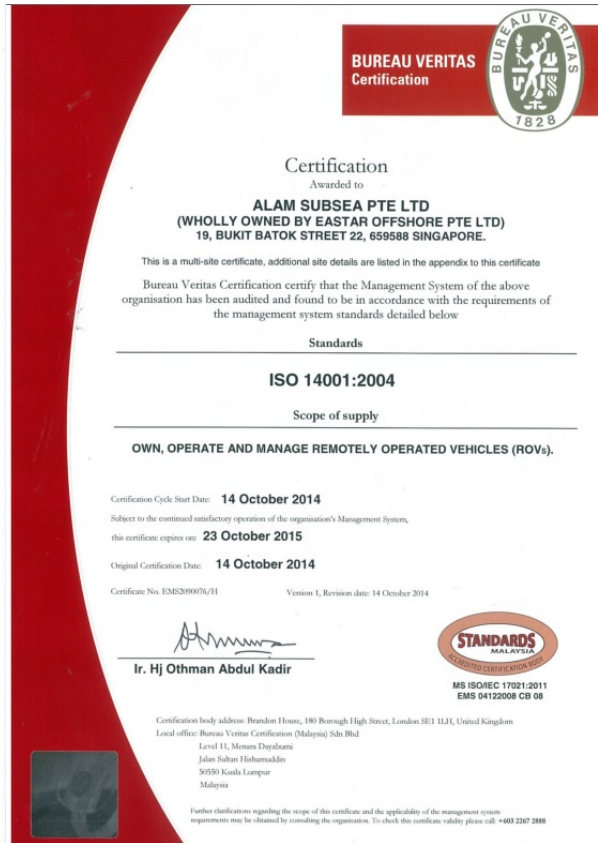 BUREAU VERITAS
Certification
BUREAU VERITAS
1828
Certification
Awarded to
ALAM SUBSEA PTE LTD
(WHOLLY OWNED BY EASTAR OFFSHORE PTE LTD)
19, BUKIT BATOK STREET 22, 659588 SINGAPORE.
This is a multi-site certificate, additional site details are listed in the appendix to this certificate
Bureau Veritas Certification certify that the Management System of the above
organisation has been audited and found to be in accordance with the requirements of
the management system standards detailed below
Standards
ISO 14001:2004
Scope of supply
OWN, OPERATE AND MANAGE REMOTELY OPERATED VEHICLES (ROVs).
Certification Cycle Start Date: 14 October 2014
Subject to the continued satisfactory operation of the organisation's Management System,
this certificate expires on: 23 October 2015
Original Certification Date: 14 October 2014
Certificate No. EMS2090076/H Version 1, Revision date: 14 October 2014
Ir. Hj Othman Abdul Kadir
STANDARDS
MALAYSIA
ACCREDITED CERTIFICATION BODY
MS ISO/IEC 17021:2011
EMS 04122008 CB 08
Certification body address: Brandon House, 180 Borough High Street, London SE1 1LH, United Kingdom
Local office: Bureau Veritas Certification (Malaysia) Sdn Bhd
Level 11, Menara Dayabumi
Jalan Sultan Hishamuddin
50550 Kuala Lumpur
Malaysia
Further clarifications regarding the scope of this certificate and the applicability of the management system
requirements may be obtained by consulting the organisation. To check this certificate validity please call: +603 2267 2888